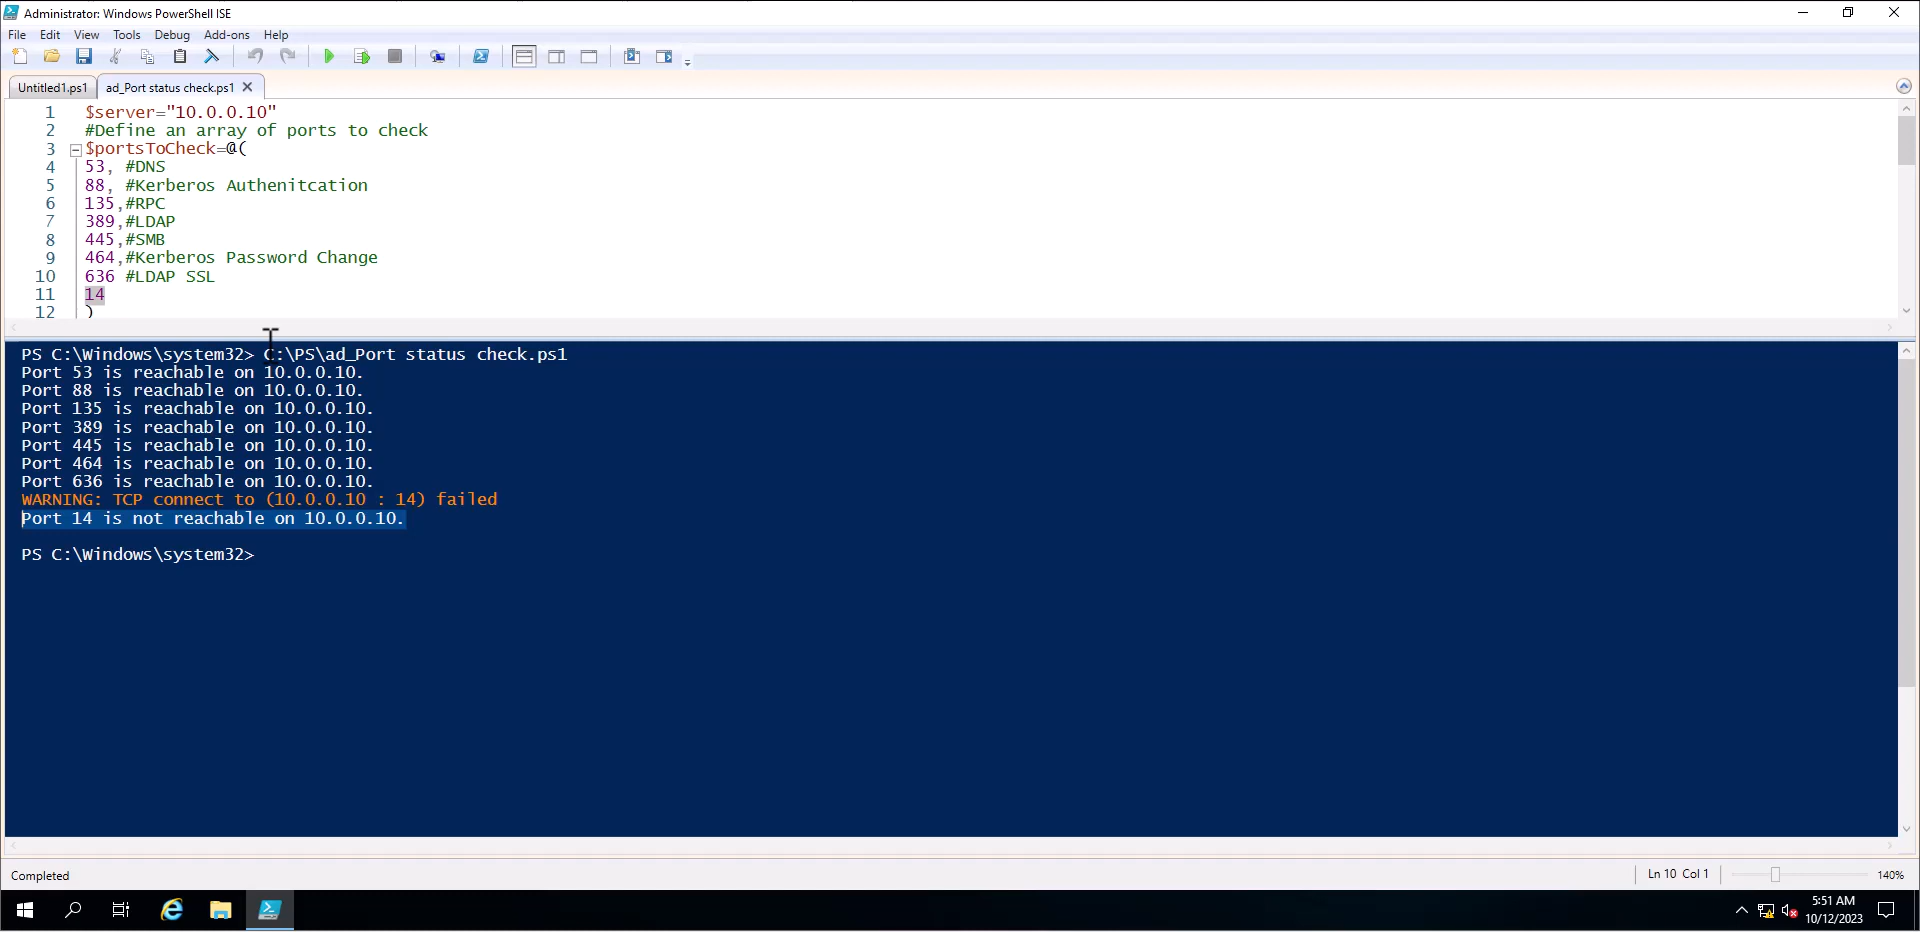 Administrator: Windows PowerShell ISE
File Edit View Tools Debug Add-ons Help
Untitled1.ps1 ad_Port status check.ps1
1 $server="10.0.0.10"
2 #Define an array of ports to check
3 $portsToCheck=@(
4 53, #DNS
5 88, #Kerberos Authenitcation
6 135,#RPC
7 389,#LDAP
8 445,#SMB
9 464,#Kerberos Password Change
10 636 #LDAP SSL
11 14
12 )
PS C:\Windows\system32> C:\PS\ad_Port status check.ps1
Port 53 is reachable on 10.0.0.10.
Port 88 is reachable on 10.0.0.10.
Port 135 is reachable on 10.0.0.10.
Port 389 is reachable on 10.0.0.10.
Port 445 is reachable on 10.0.0.10.
Port 464 is reachable on 10.0.0.10.
Port 636 is reachable on 10.0.0.10.
WARNING: TCP connect to (10.0.0.10 : 14) failed
Port 14 is not reachable on 10.0.0.10.
PS C:\Windows\system32>
Completed Ln 10 Col 1 140%
5:51 AM
10/12/2023